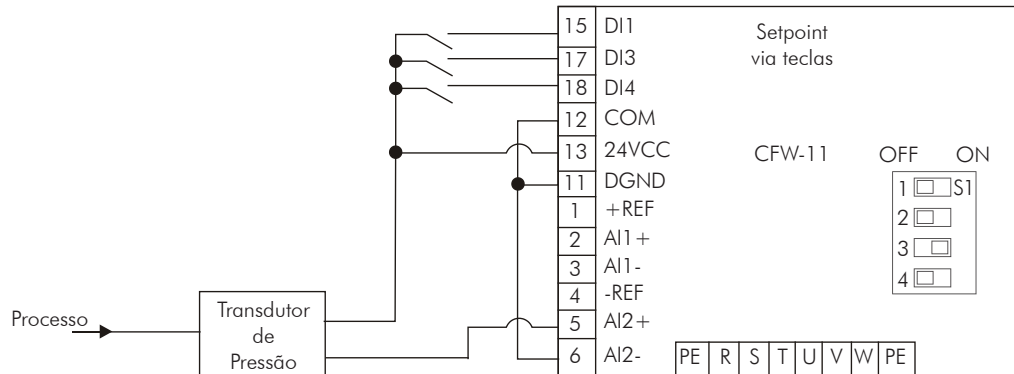 15 DI1
17 DI3
18 DI4
12 COM
13 24VCC
11 DGND
1 +REF
2 AI1+
3 AI1-
4 -REF
5 AI2+
6 AI2-
Setpoint
via teclas
CFW-11
OFF ON
1 S1
2
3
4
Processo
Transdutor
de
Pressão
PE R S T U V W PE